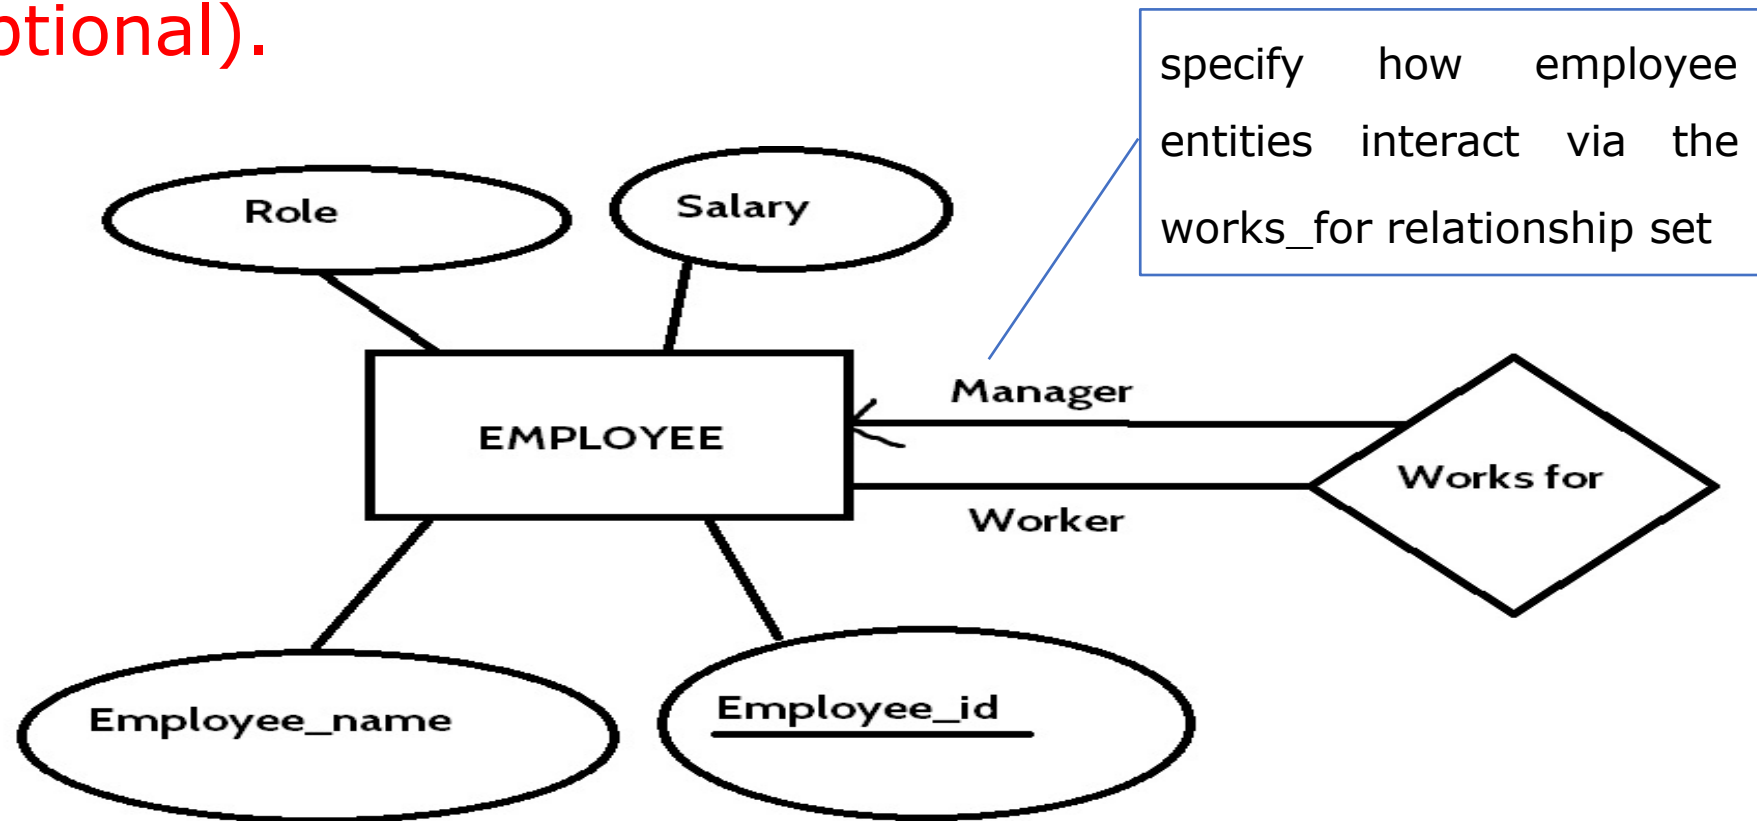 ptional).
specify how employee
entities interact via the
works_for relationship set
Role
Salary
Manager
EMPLOYEE
Works for
Worker
Employee_name
Employee_id